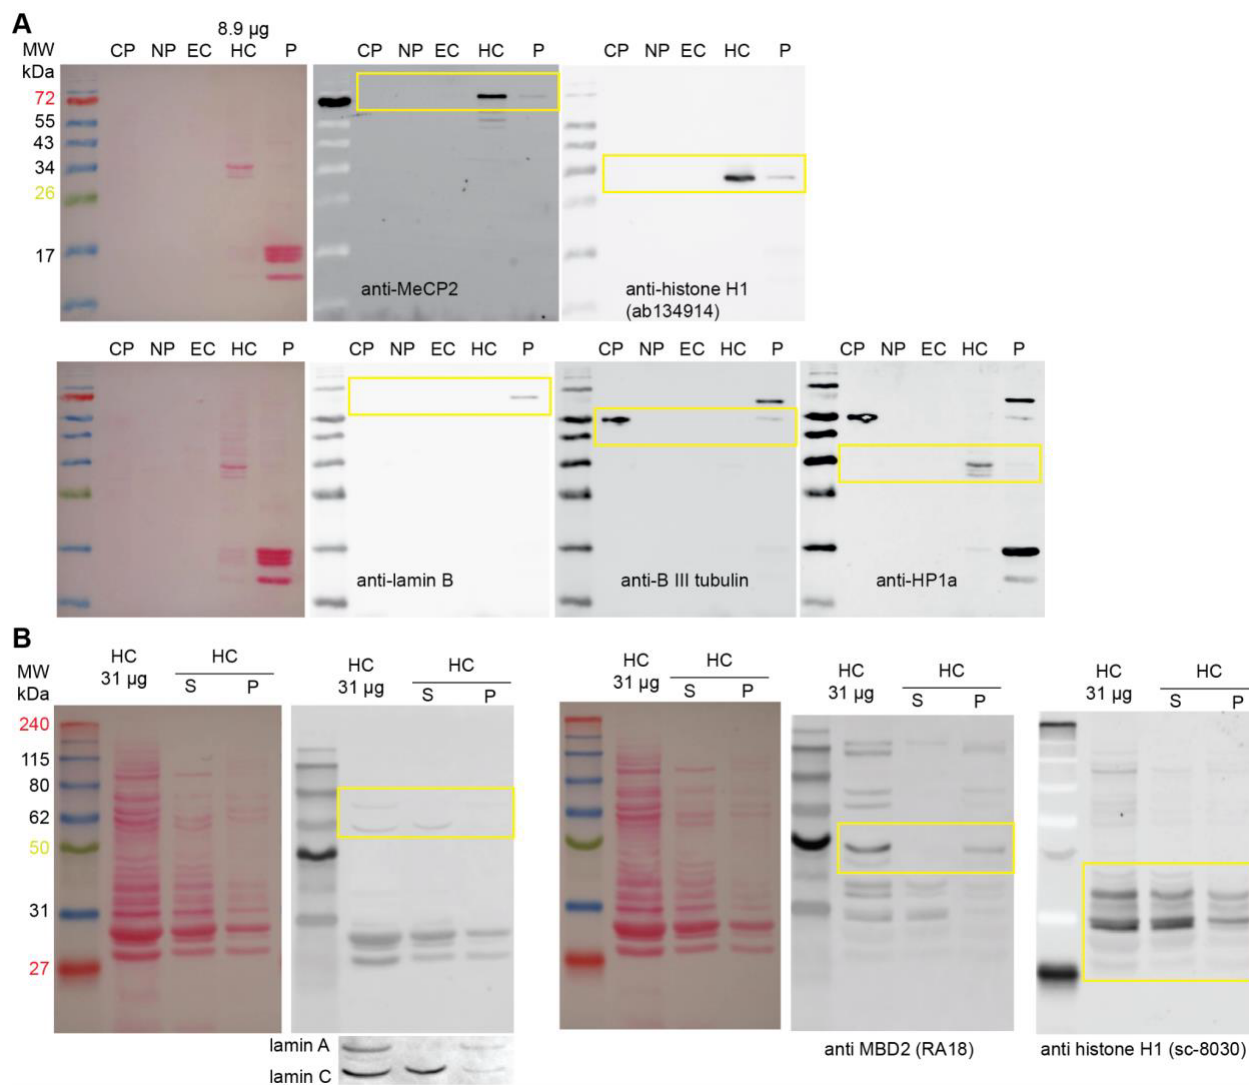 A
8.9 µg
MW CP NP EC HC P CP NP EC HC P CP NP EC HC P
kDa
72
55
43
34
26
17
anti-MeCP2
anti-histone H1
(ab134914)
CP NP EC HC P CP NP EC HC P CP NP EC HC P CP NP EC HC P
anti-lamin B
anti-B III tubulin
anti-HP1a
B
MW
kDa
HC
31 µg
HC
S P
HC
31 µg
HC
S P
HC
31 µg
HC
S P
HC
31 µg
HC
S P
HC
31 µg
HC
S P
240
115
80
62
50
31
27
lamin A
lamin C
anti MBD2 (RA18)
anti histone H1 (sc-8030)